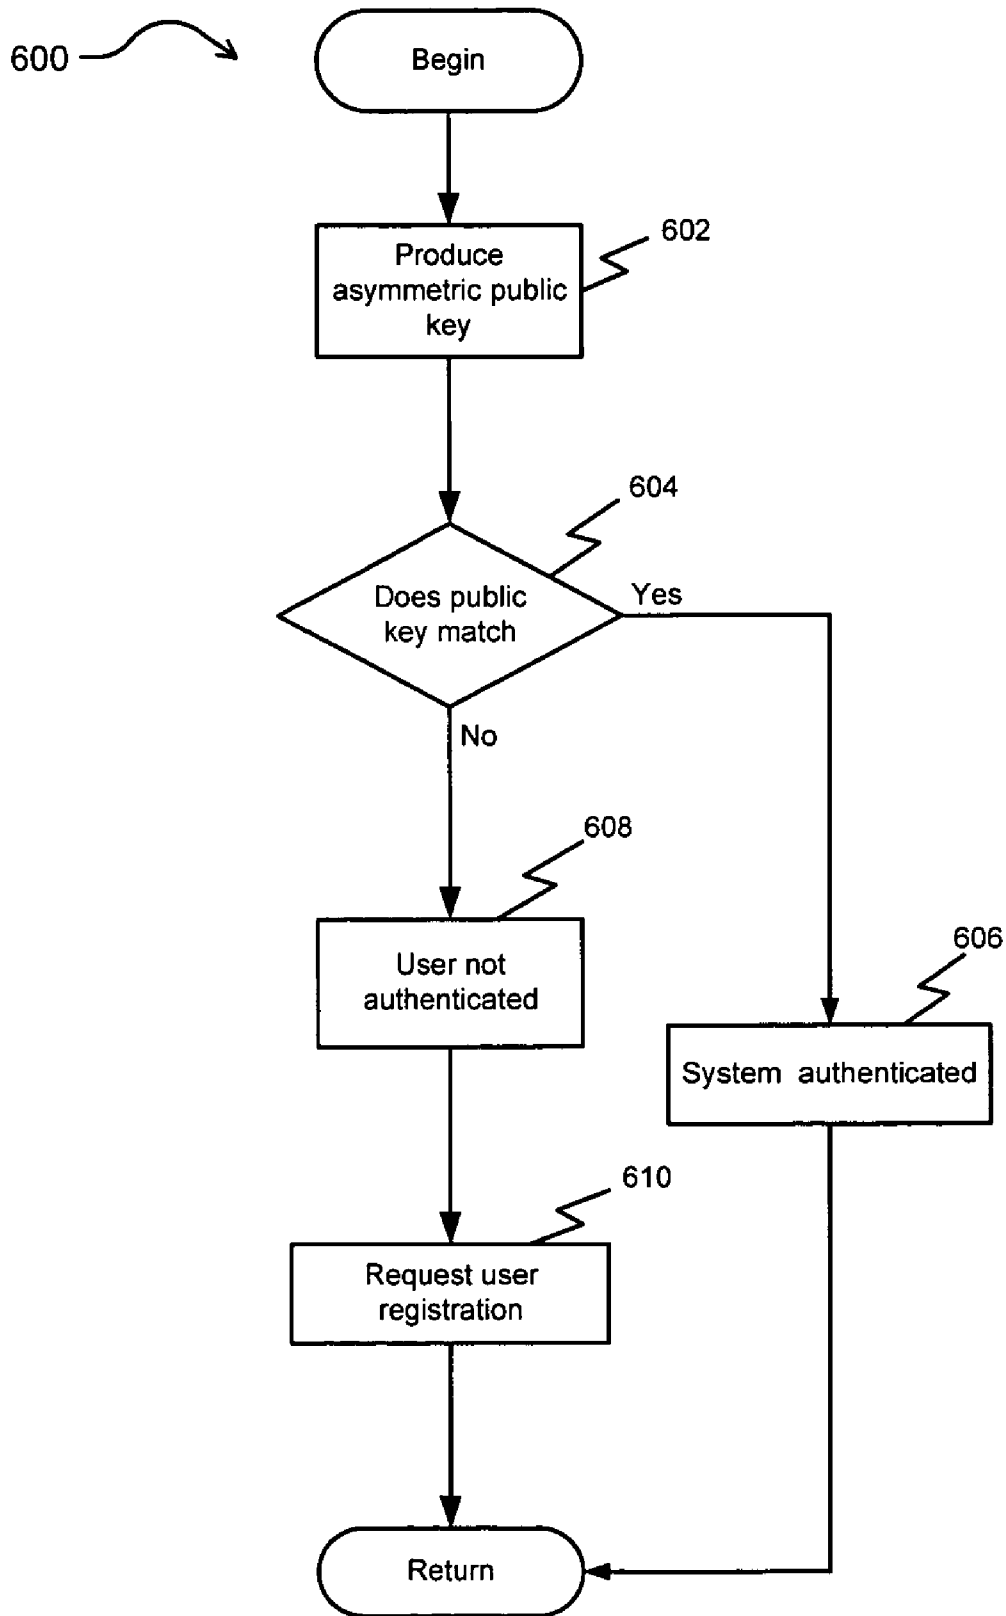 600
Begin
602
Produce
asymmetric public
key
604
Does public
key match
Yes
No
608
User not
authenticated
606
System authenticated
610
Request user
registration
Return